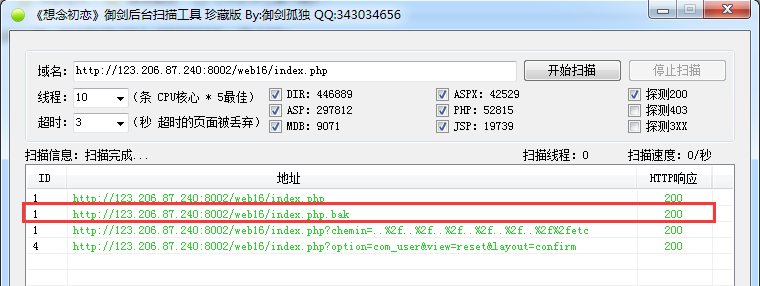 《想念初恋》御剑后台扫描工具 珍藏版 By:御剑孤独 QQ:343034656
域名: http://123.206.87.240:8002/web16/index.php 开始扫描 停止扫描
线程: 10 (条 CPU核心 * 5最佳) DIR: 446889 ASPX: 42529 探测200
ASP: 297812 PHP: 52815 探测403
超时: 3 (秒 超时的页面被丢弃) MDB: 9071 JSP: 19739 探测3XX
扫描信息: 扫描完成... 扫描线程: 0 扫描速度: 0/秒
ID 地址 HTTP响应
1 http://123.206.87.240:8002/web16/index.php 200
1 http://123.206.87.240:8002/web16/index.php.bak 200
1 http://123.206.87.240:8002/web16/index.php?chemin=..%2f..%2f..%2f..%2f..%2f..%2f%2fetc 200
4 http://123.206.87.240:8002/web16/index.php?option=com_user&view=reset&layout=confirm 200